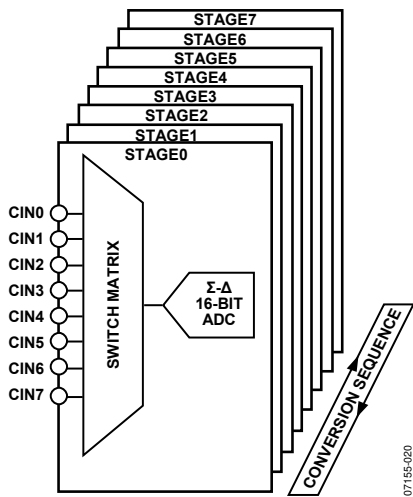 STAGE7
STAGE6
STAGE5
STAGE4
STAGE3
STAGE2
STAGE1
STAGE0
CIN0
CIN1
CIN2
CIN3
CIN4
CIN5
CIN6
CIN7
SWITCH MATRIX
Σ-Δ
16-BIT
ADC
CONVERSION SEQUENCE
07155-020